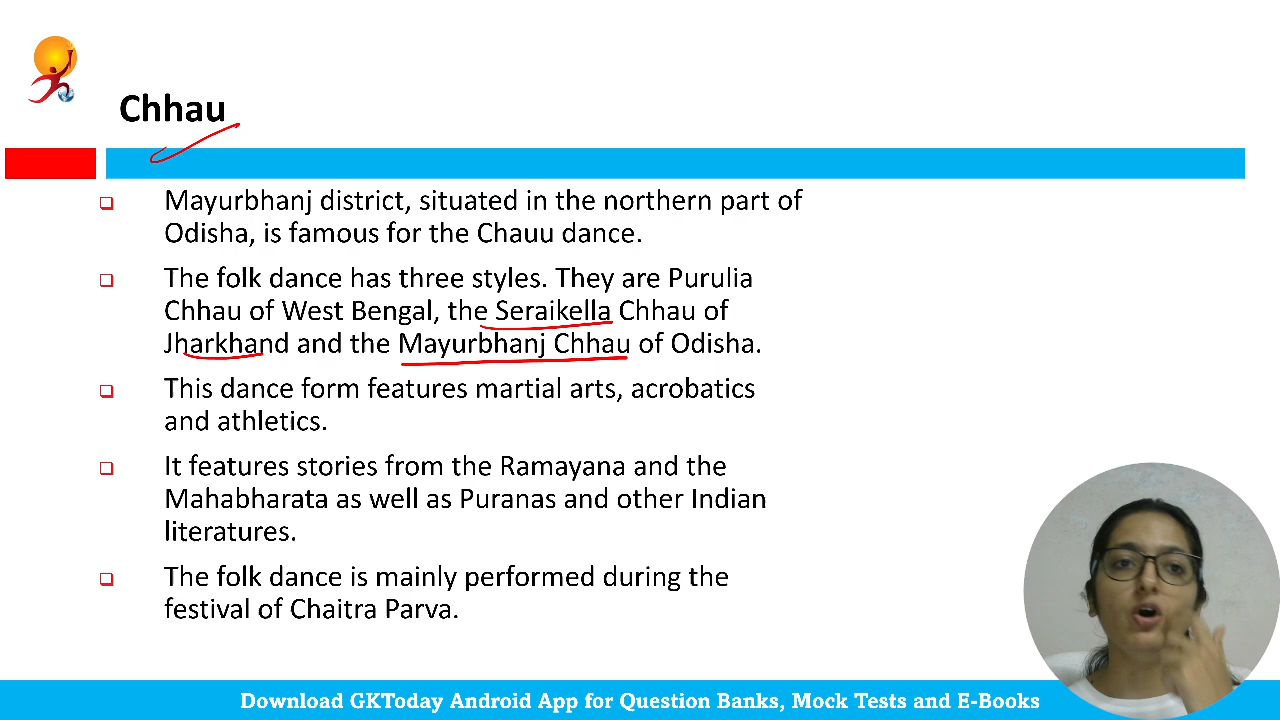 Chhau
Mayurbhanj district, situated in the northern part of
Odisha, is famous for the Chauu dance.
The folk dance has three styles. They are Purulia
Chhau of West Bengal, the Seraikella Chhau of
Jharkhand and the Mayurbhanj Chhau of Odisha.
This dance form features martial arts, acrobatics
and athletics.
It features stories from the Ramayana and the
Mahabharata as well as Puranas and other Indian
literatures.
The folk dance is mainly performed during the
festival of Chaitra Parva.
Download GKToday Android App for Question Banks, Mock Tests and E-Books